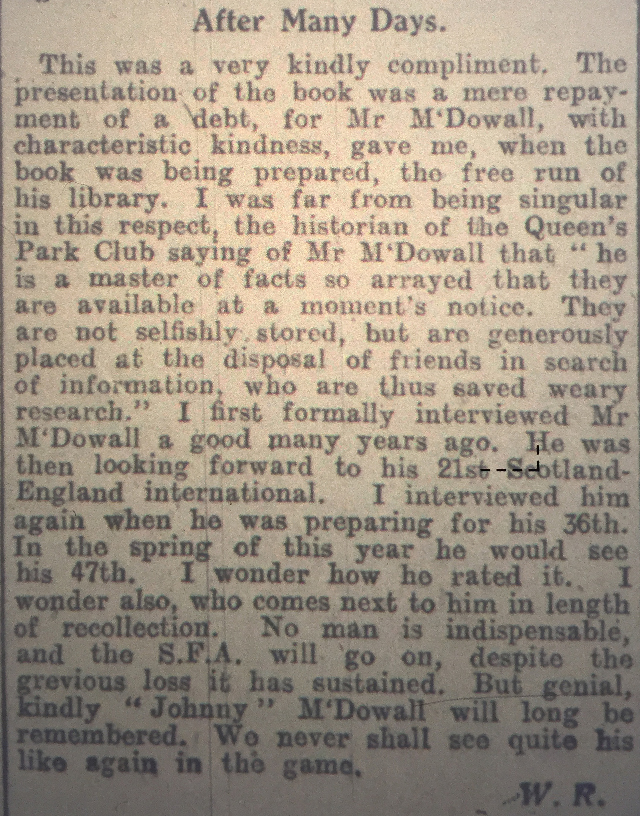 After Many Days.
This was a very kindly compliment. The
presentation of the book was a mere repay-
ment of a debt, for Mr M'Dowall, with
characteristic kindness, gave me, when the
book was being prepared, the free run of
his library. I was far from being singular
in this respect, the historian of the Queen's
Park Club saying of Mr M'Dowall that "he
is a master of facts so arrayed that they
are available at a moment's notice. They
are not selfishly stored, but are generously
placed at the disposal of friends in search
of information, who are thus saved weary
research." I first formally interviewed Mr
M'Dowall a good many years ago. He was
then looking forward to his 21st Scotland-
England international. I interviewed him
again when he was preparing for his 36th.
In the spring of this year he would see
his 47th. I wonder how he rated it. I
wonder also, who comes next to him in length
of recollection. No man is indispensable,
and the S.F.A. will go on, despite the
grevious loss it has sustained. But genial,
kindly "Johnny" M'Dowall will long be
remembered. We never shall see quite his
like again in the game.
W. R.